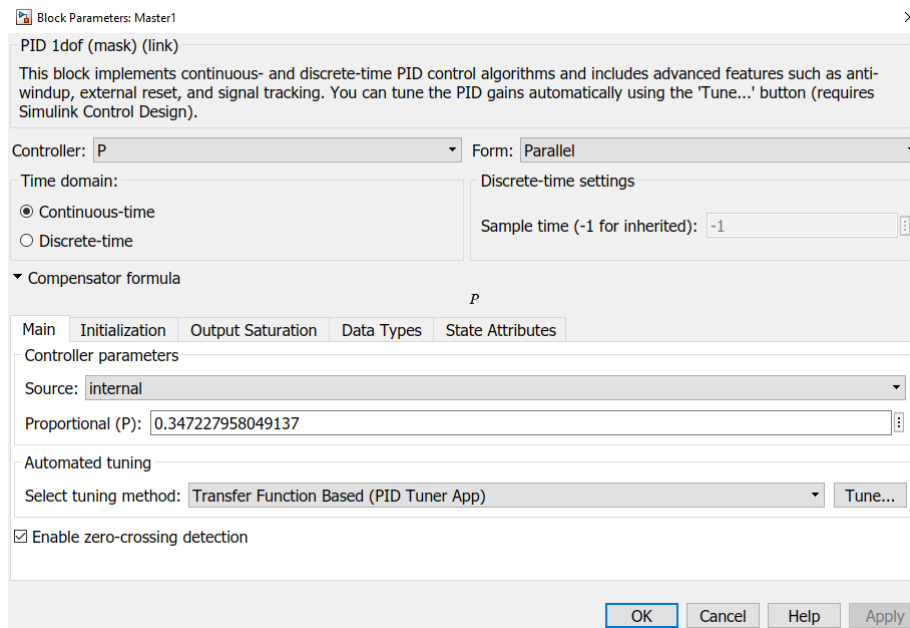 Block Parameters: Master1
PID 1dof (mask) (link)
This block implements continuous- and discrete-time PID control algorithms and includes advanced features such as anti-
windup, external reset, and signal tracking. You can tune the PID gains automatically using the 'Tune...' button (requires
Simulink Control Design).
Controller: P Form: Parallel
Time domain:
Continuous-time
Discrete-time
Discrete-time settings
Sample time (-1 for inherited): -1
Compensator formula
P
Main Initialization Output Saturation Data Types State Attributes
Controller parameters
Source: internal
Proportional (P): 0.347227958049137
Automated tuning
Select tuning method: Transfer Function Based (PID Tuner App) Tune...
Enable zero-crossing detection
OK Cancel Help Apply